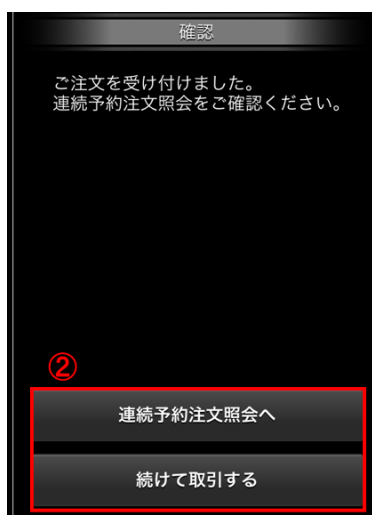 確認
ご注文を受け付けました。
連続予約注文照会をご確認ください。
②
連続予約注文照会へ
続けて取引する